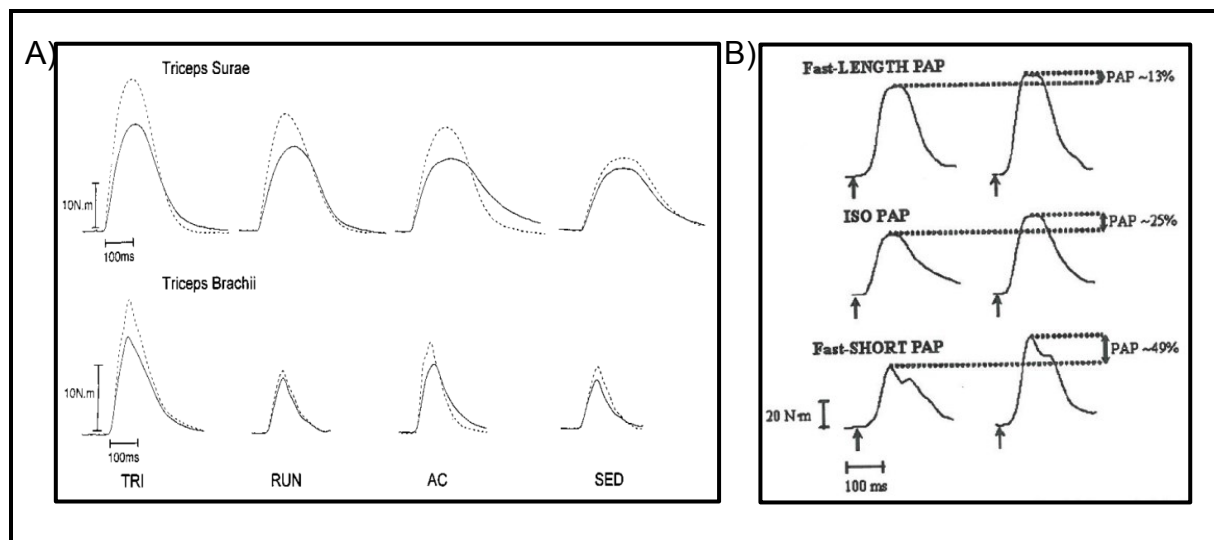 A)
Triceps Surae
10N.m
100ms
Triceps Brachii
10N.m
100ms
TRI RUN AC SED
B)
Fast-LENGTH PAP
PAP ~13%
ISO PAP
PAP ~25%
Fast-SHORT PAP
PAP ~49%
20 N·m
100 ms